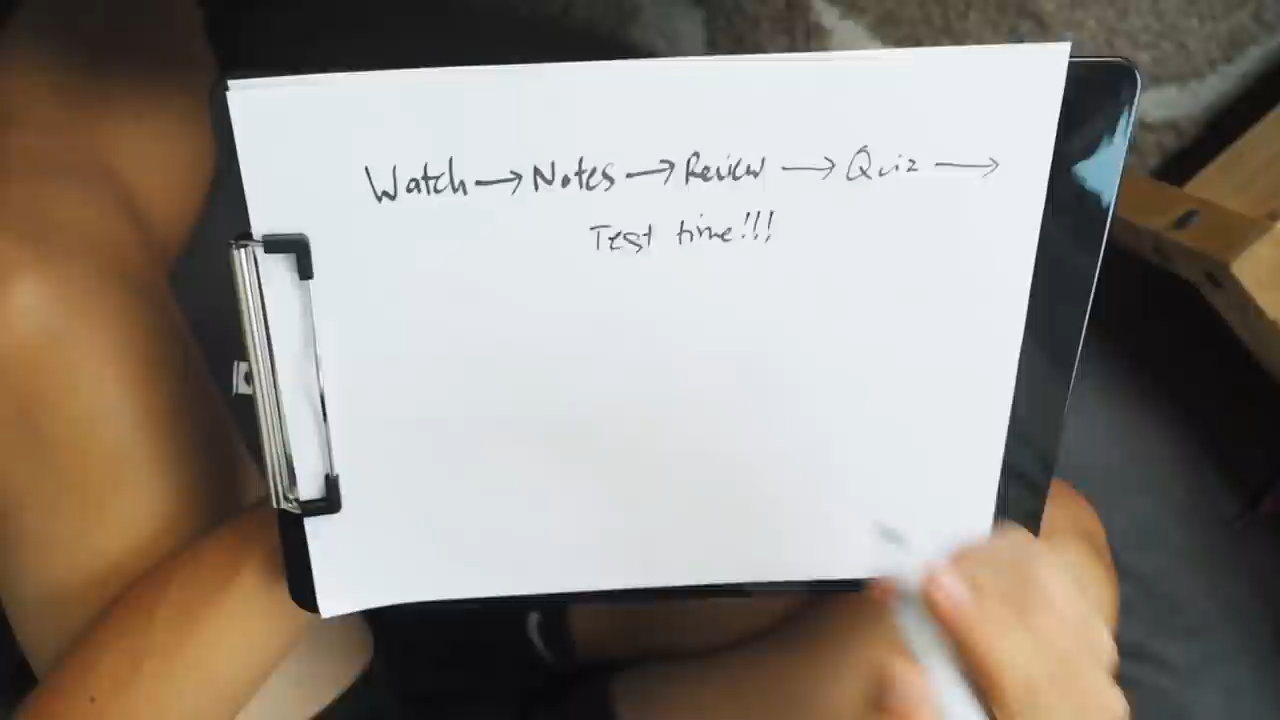 Watch → Notes → Review → Quiz →
Test time!!!